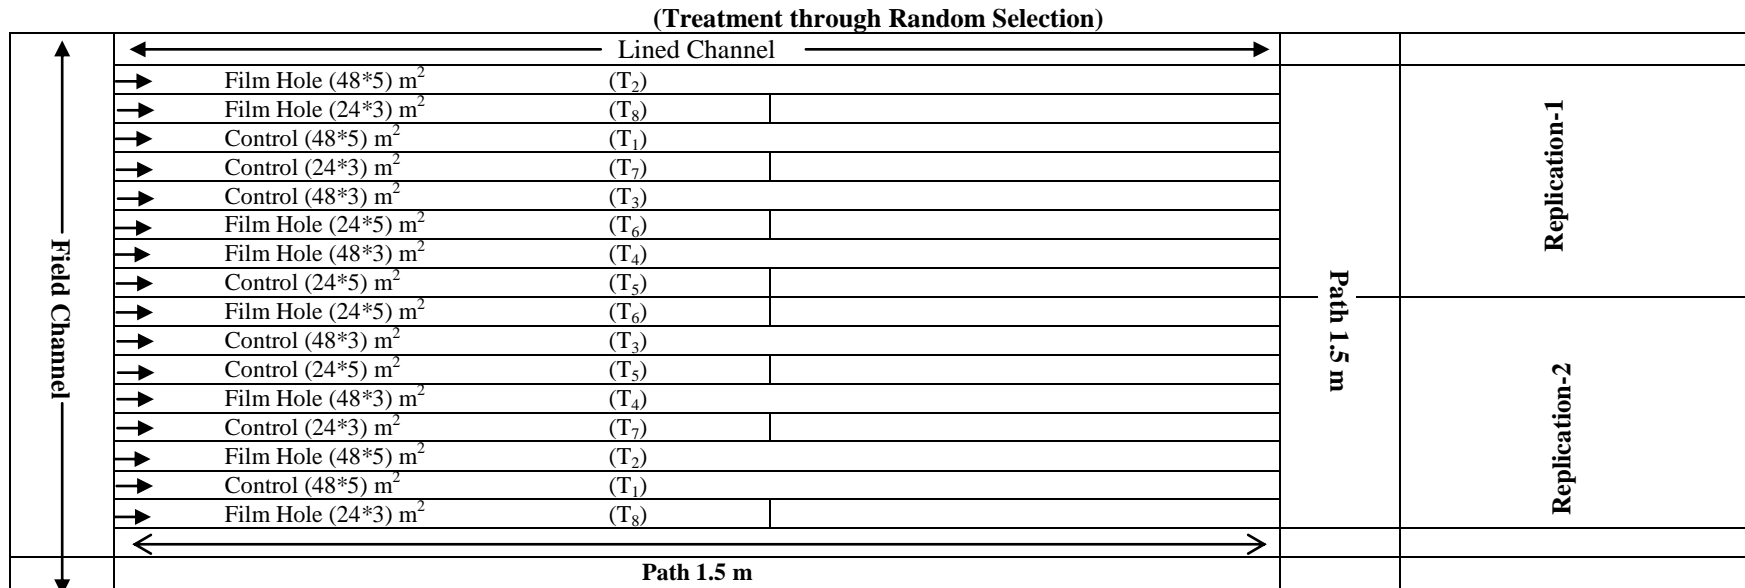 (Treatment through Random Selection)
Lined Channel
Film Hole (48*5) m² (T₂)
Film Hole (24*3) m² (T₈)
Control (48*5) m² (T₁)
Control (24*3) m² (T₇)
Control (48*3) m² (T₃)
Film Hole (24*5) m² (T₆)
Film Hole (48*3) m² (T₄)
Control (24*5) m² (T₅)
Film Hole (24*5) m² (T₆)
Control (48*3) m² (T₃)
Control (24*5) m² (T₅)
Film Hole (48*3) m² (T₄)
Control (24*3) m² (T₇)
Film Hole (48*5) m² (T₂)
Control (48*5) m² (T₁)
Film Hole (24*3) m² (T₈)
Field Channel
Path 1.5 m
Replication-1
Replication-2
Path 1.5 m